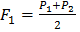 F₁ = (P₁+P₂)/2